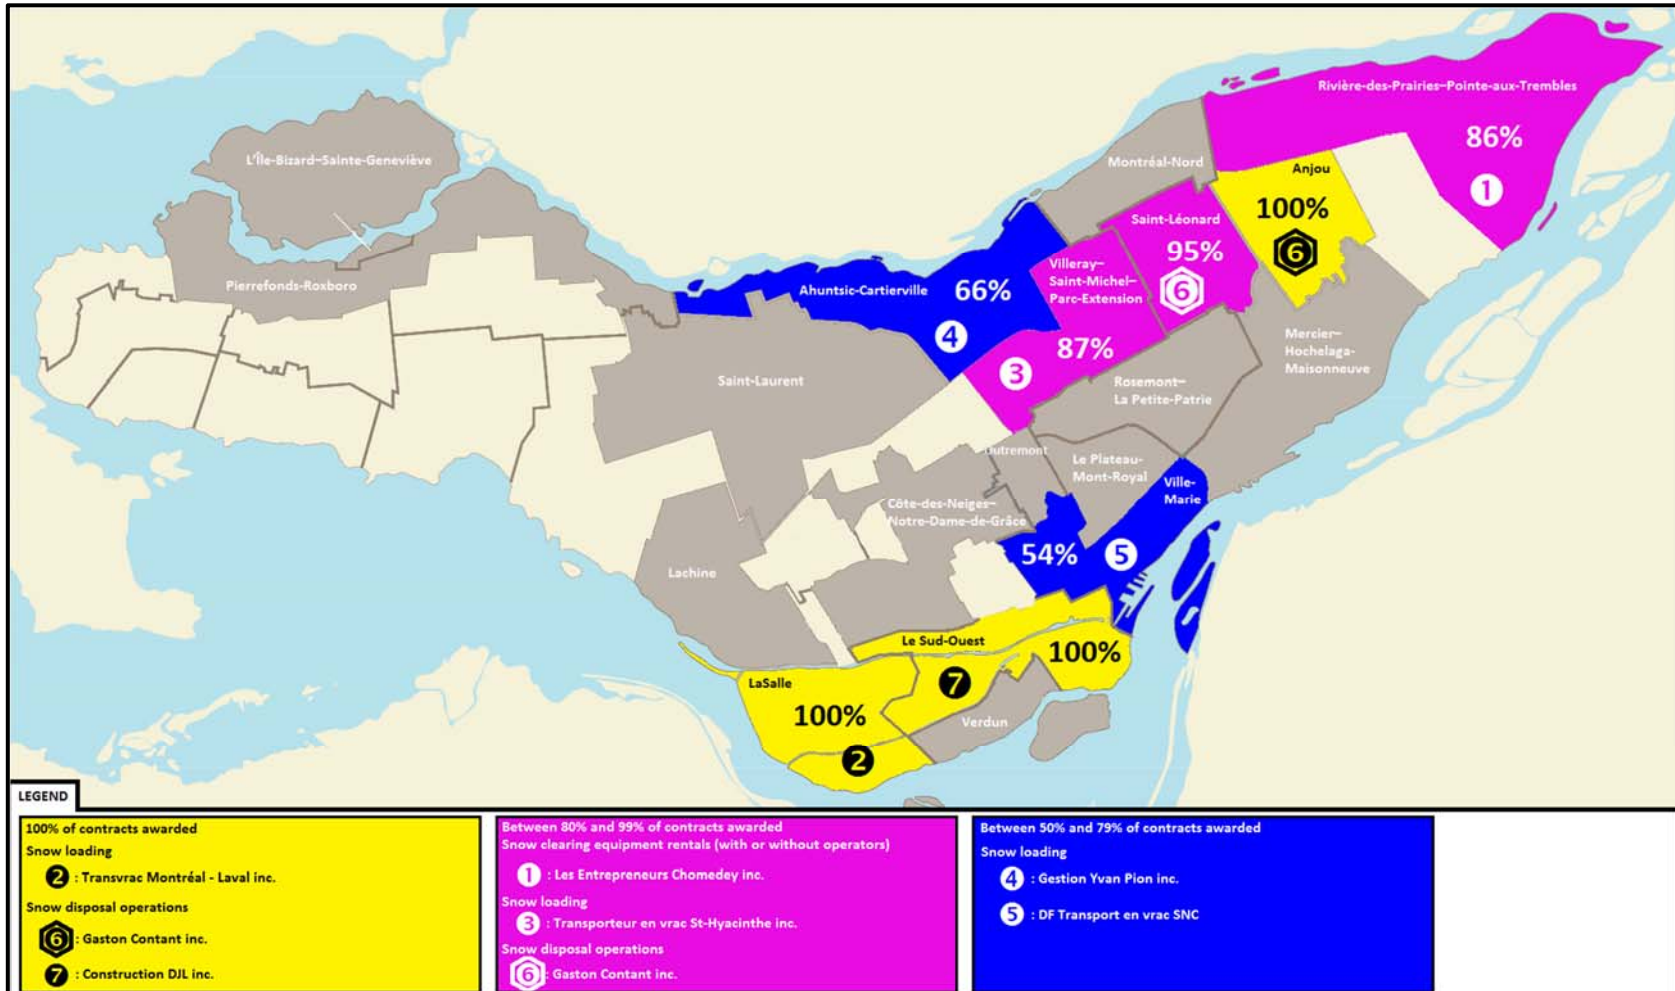 Rivière-des-Prairies–Pointe-aux-Trembles
86%
1
L'Île-Bizard–Sainte-Geneviève
Montréal-Nord
Anjou
100%
6
Saint-Léonard
95%
6
Pierrefonds-Roxboro
Ahuntsic-Cartierville
66%
4
Villeray–
Saint-Michel–
Parc-Extension
87%
3
Mercier–
Hochelaga-
Maisonneuve
Saint-Laurent
Rosemont–
La Petite-Patrie
Outremont
Le Plateau-
Mont-Royal
Ville-
Marie
54%
5
Côte-des-Neiges–
Notre-Dame-de-Grâce
Lachine
Le Sud-Ouest
100%
7
LaSalle
100%
2
Verdun
LEGEND
100% of contracts awarded
Snow loading
2 : Transvrac Montréal - Laval inc.
Snow disposal operations
6 : Gaston Contant inc.
7 : Construction DJL inc.
Between 80% and 99% of contracts awarded
Snow clearing equipment rentals (with or without operators)
1 : Les Entrepreneurs Chomedey inc.
Snow loading
3 : Transporteur en vrac St-Hyacinthe inc.
Snow disposal operations
6 : Gaston Contant inc.
Between 50% and 79% of contracts awarded
Snow loading
4 : Gestion Yvan Pion inc.
5 : DF Transport en vrac SNC